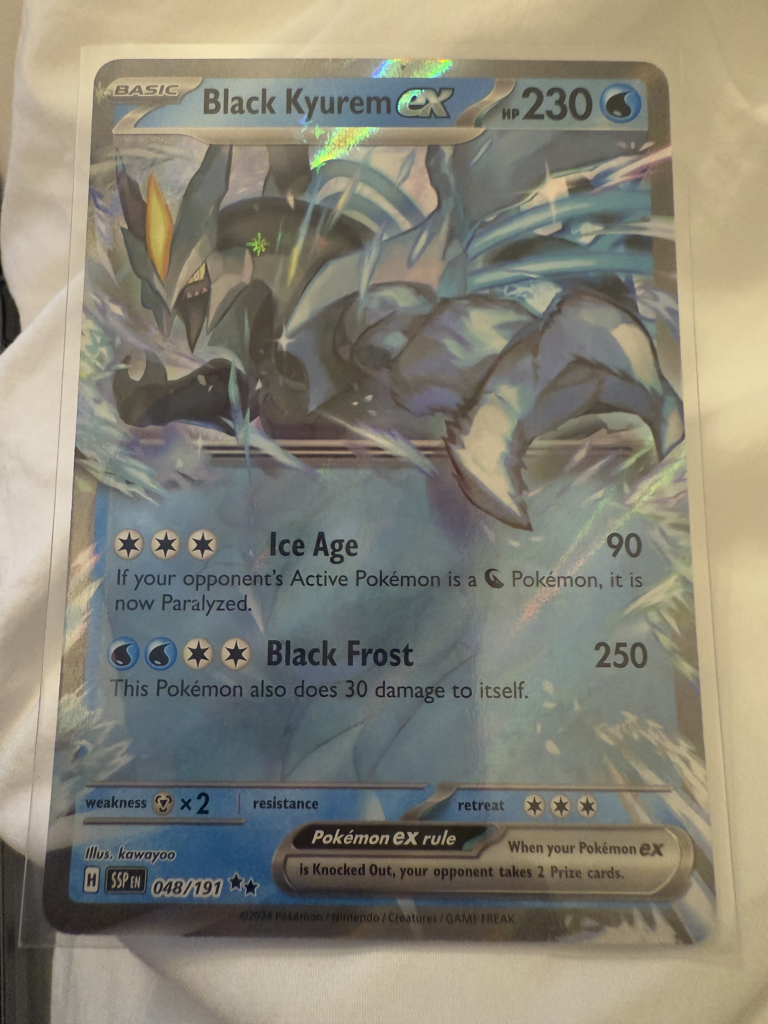 BASIC Black Kyurem ex HP 230
Ice Age 90
If your opponent's Active Pokémon is a Pokémon, it is
now Paralyzed.
Black Frost 250
This Pokémon also does 30 damage to itself.
weakness ×2 resistance retreat
Illus. kawayoo
Pokémon ex rule When your Pokémon ex
is Knocked Out, your opponent takes 2 Prize cards.
H SSP EN 048/191
©2024 Pokémon / Nintendo / Creatures / GAME FREAK